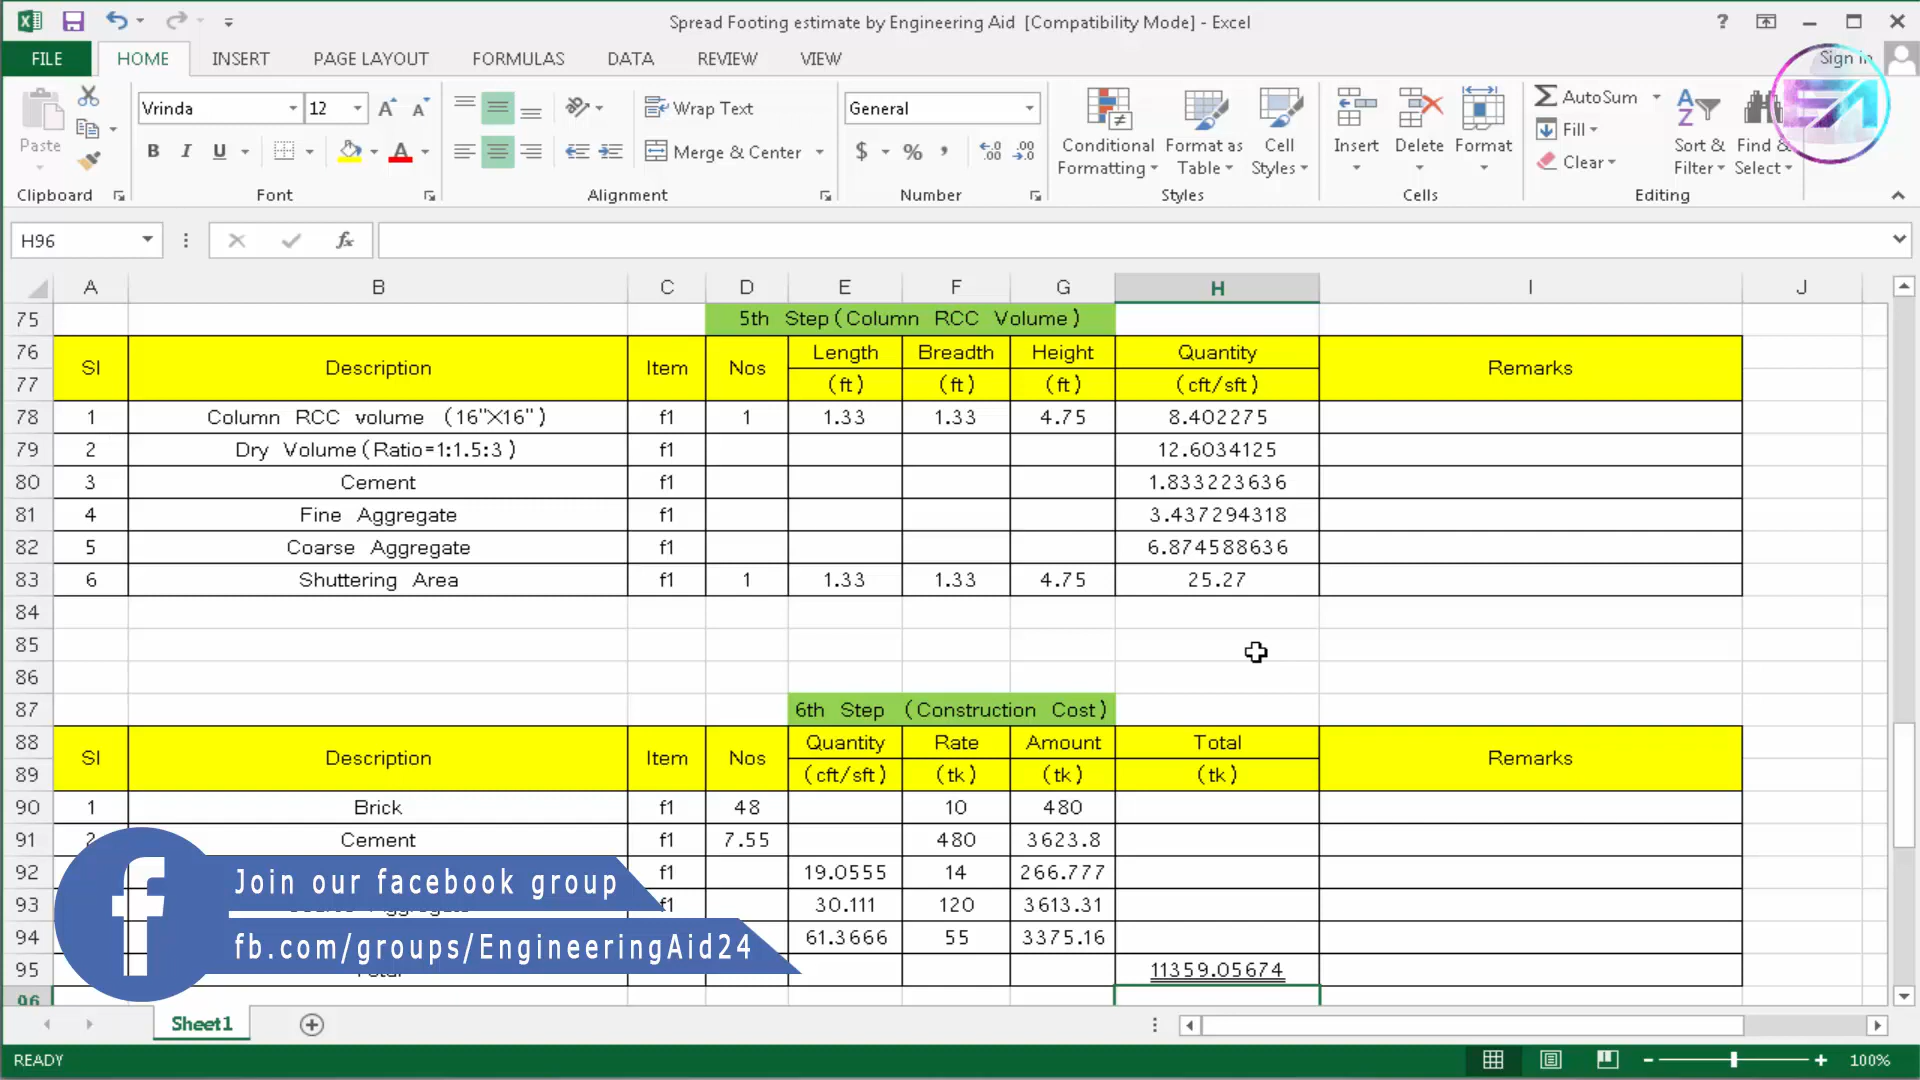 Spread Footing estimate by Engineering Aid [Compatibility Mode] - Excel
FILE HOME INSERT PAGE LAYOUT FORMULAS DATA REVIEW VIEW Sign in
Paste
Clipboard
Vrinda 12
B I U A
Font
Wrap Text
Merge & Center
Alignment
General
$ % ,
Number
Conditional Formatting
Format as Table
Cell Styles
Styles
Insert Delete Format
Cells
AutoSum
Fill
Clear
Sort & Filter
Find & Select
Editing
EA
H96 fx
A B C D E F G H I J
75 5th Step(Column RCC Volume)
76 Sl Description Item Nos Length Breadth Height Quantity Remarks
77 (ft) (ft) (ft) (cft/sft)
78 1 Column RCC volume (16"X16") f1 1 1.33 1.33 4.75 8.402275
79 2 Dry Volume(Ratio=1:1.5:3) f1 12.6034125
80 3 Cement f1 1.833223636
81 4 Fine Aggregate f1 3.437294318
82 5 Coarse Aggregate f1 6.874588636
83 6 Shuttering Area f1 1 1.33 1.33 4.75 25.27
84
85
86
87 6th Step (Construction Cost)
88 Sl Description Item Nos Quantity Rate Amount Total Remarks
89 (cft/sft) (tk) (tk) (tk)
90 1 Brick f1 48 10 480
91 2 Cement f1 7.55 480 3623.8
92 f1 19.0555 14 266.777
93 f1 30.111 120 3613.31
94 61.3666 55 3375.16
95 Total 11359.05674
96
Join our facebook group
fb.com/groups/EngineeringAid24
Sheet1
READY 100%